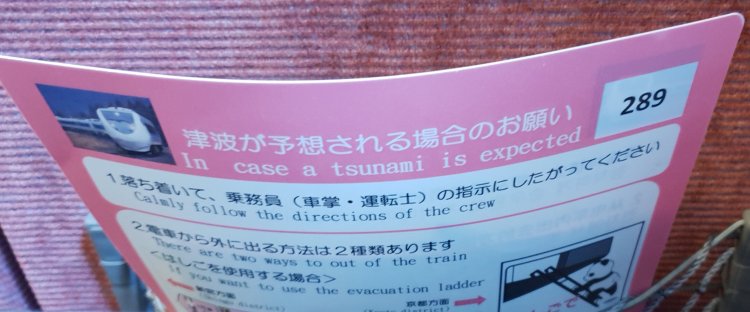 289
津波が予想される場合のお願い
In case a tsunami is expected
1.落ち着いて、乗務員(車掌・運転士)の指示にしたがってください
Calmly follow the directions of the crew
2.電車から外に出る方法は2種類あります
There are two ways to out of the train
<はしごを使用する場合>
If you want to use the evacuation ladder
新宮方面
京都方面